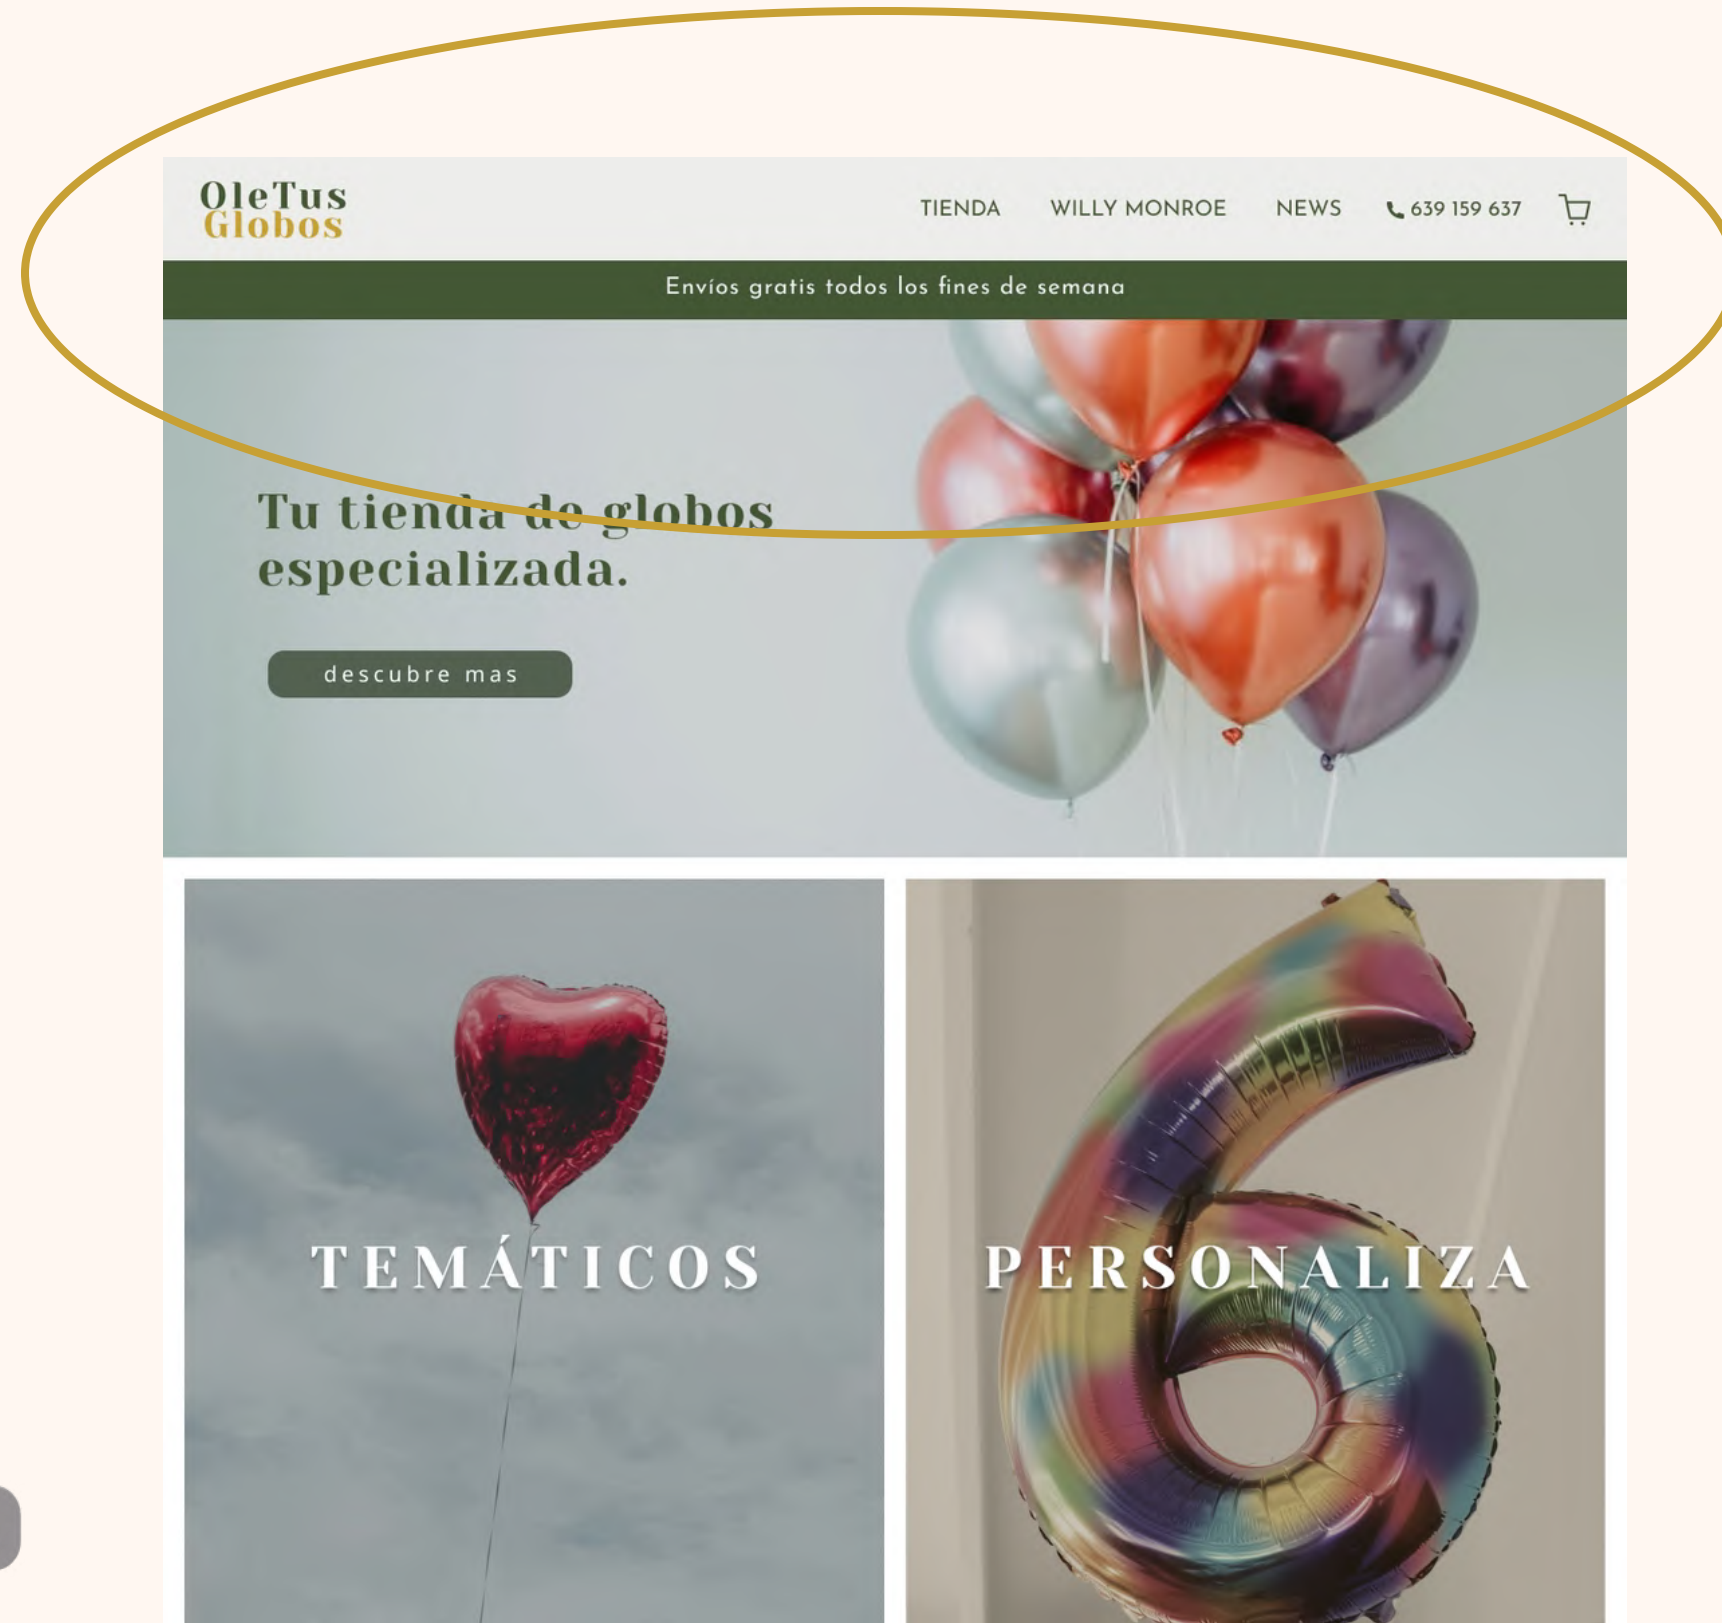 OleTus
Globos
TIENDA WILLY MONROE NEWS 639 159 637
Envíos gratis todos los fines de semana
Tu tienda de globos
especializada.
descubre mas
TEMÁTICOS PERSONALIZA